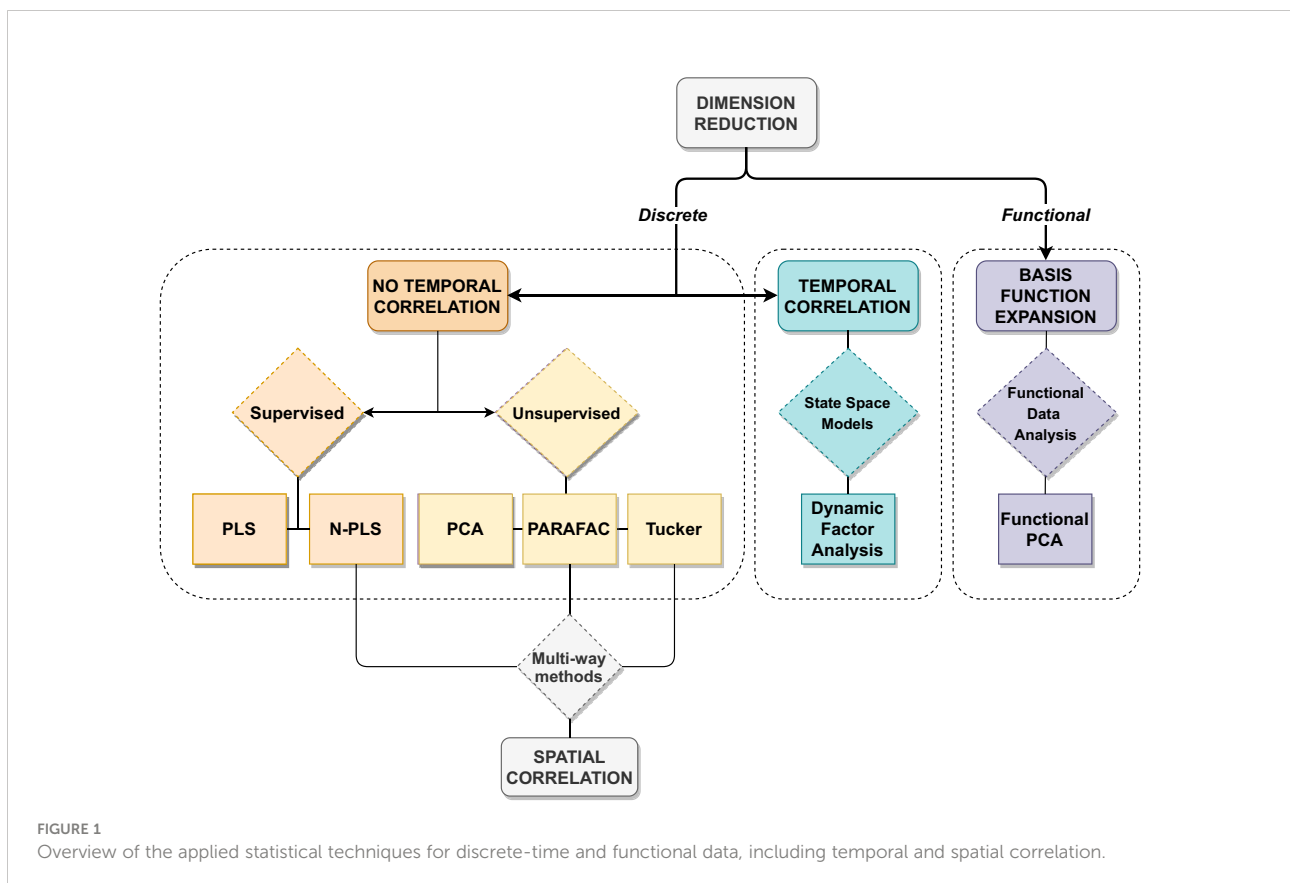 DIMENSION
REDUCTION
Discrete
Functional
NO TEMPORAL
CORRELATION
TEMPORAL
CORRELATION
BASIS
FUNCTION
EXPANSION
Supervised
Unsupervised
State Space
Models
Functional
Data
Analysis
PLS
N-PLS
PCA
PARAFAC
Tucker
Dynamic
Factor
Analysis
Functional
PCA
Multi-way
methods
SPATIAL
CORRELATION
FIGURE 1
Overview of the applied statistical techniques for discrete-time and functional data, including temporal and spatial correlation.